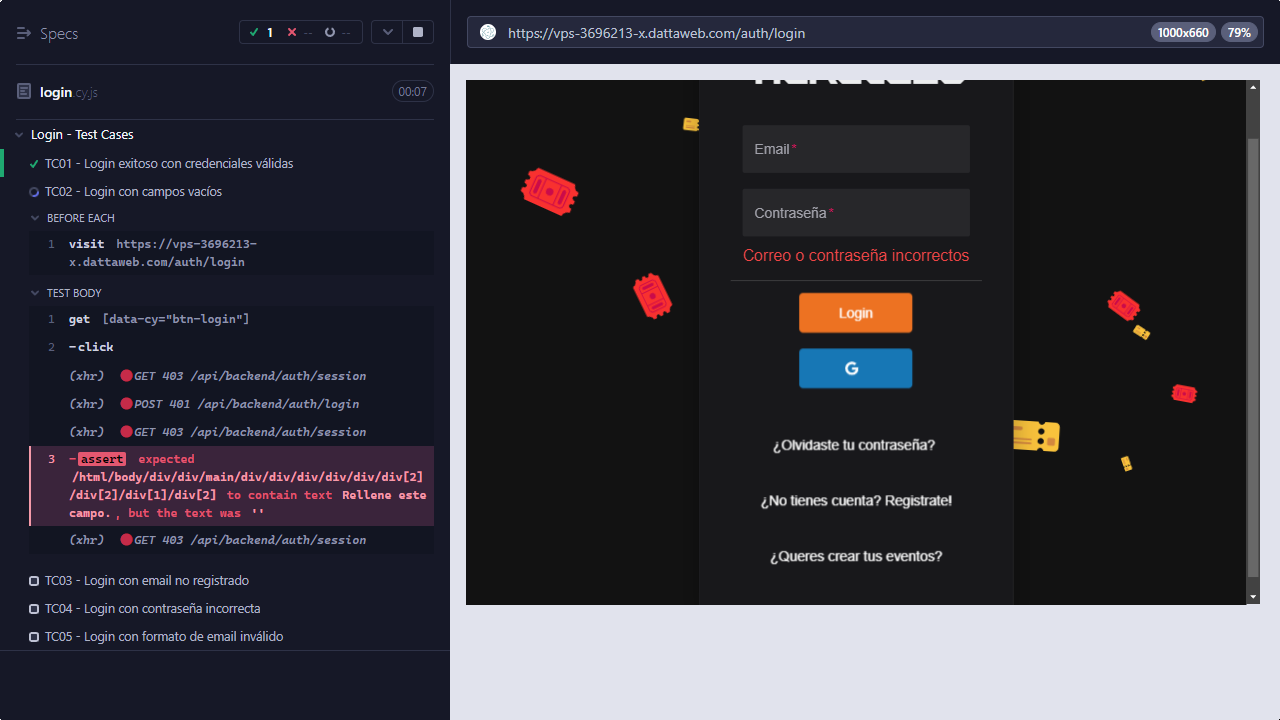 Specs
1
--
--
https://vps-3696213-x.dattaweb.com/auth/login
1000x660
79%
login cy.js
00:07
Login - Test Cases
TC01 - Login exitoso con credenciales válidas
TC02 - Login con campos vacíos
BEFORE EACH
1 visit https://vps-3696213-
x.dattaweb.com/auth/login
TEST BODY
1 get [data-cy="btn-login"]
2 -click
(xhr) GET 403 /api/backend/auth/session
(xhr) POST 401 /api/backend/auth/login
(xhr) GET 403 /api/backend/auth/session
3 -assert expected
/html/body/div/div/main/div/div/div/div/div/div[2]
/div[2]/div[1]/div[2] to contain text Rellene este
campo. , but the text was ''
(xhr) GET 403 /api/backend/auth/session
TC03 - Login con email no registrado
TC04 - Login con contraseña incorrecta
TC05 - Login con formato de email inválido
Email *
Contraseña *
Correo o contraseña incorrectos
Login
G
¿Olvidaste tu contraseña?
¿No tienes cuenta? Registrate!
¿Queres crear tus eventos?